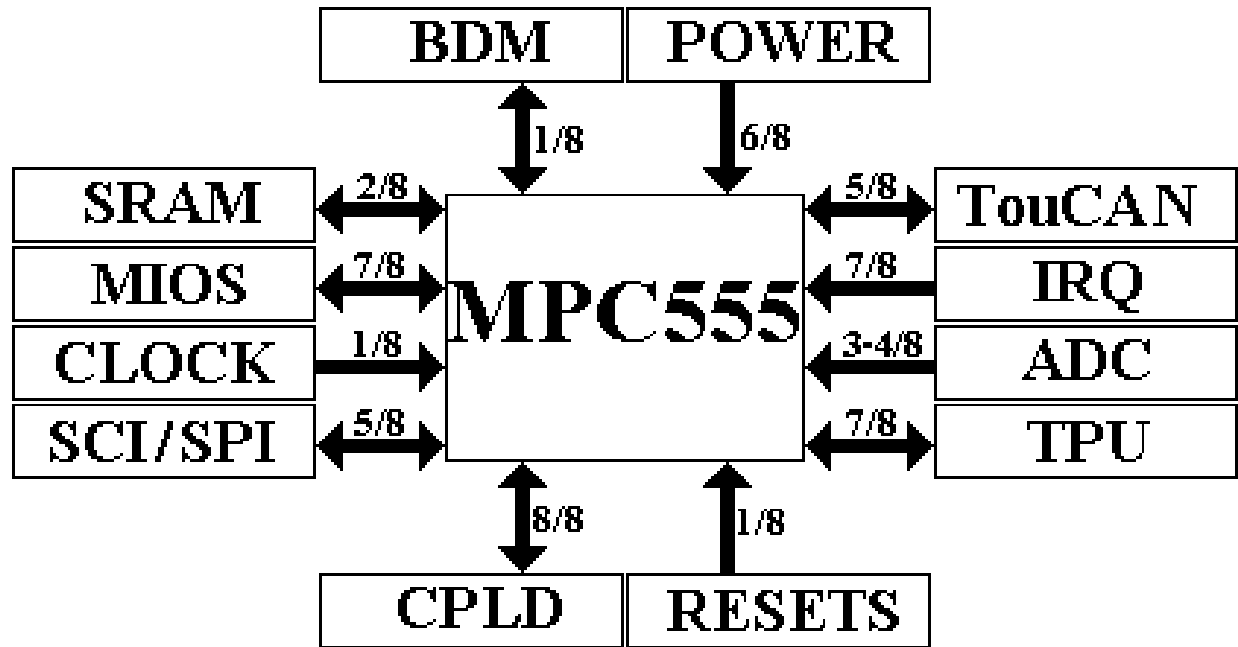 BDM
POWER
1/8
6/8
SRAM
2/8
5/8
TouCAN
MIOS
7/8
7/8
IRQ
MPC555
CLOCK
1/8
3-4/8
ADC
SCI/SPI
5/8
7/8
TPU
8/8
1/8
CPLD
RESETS